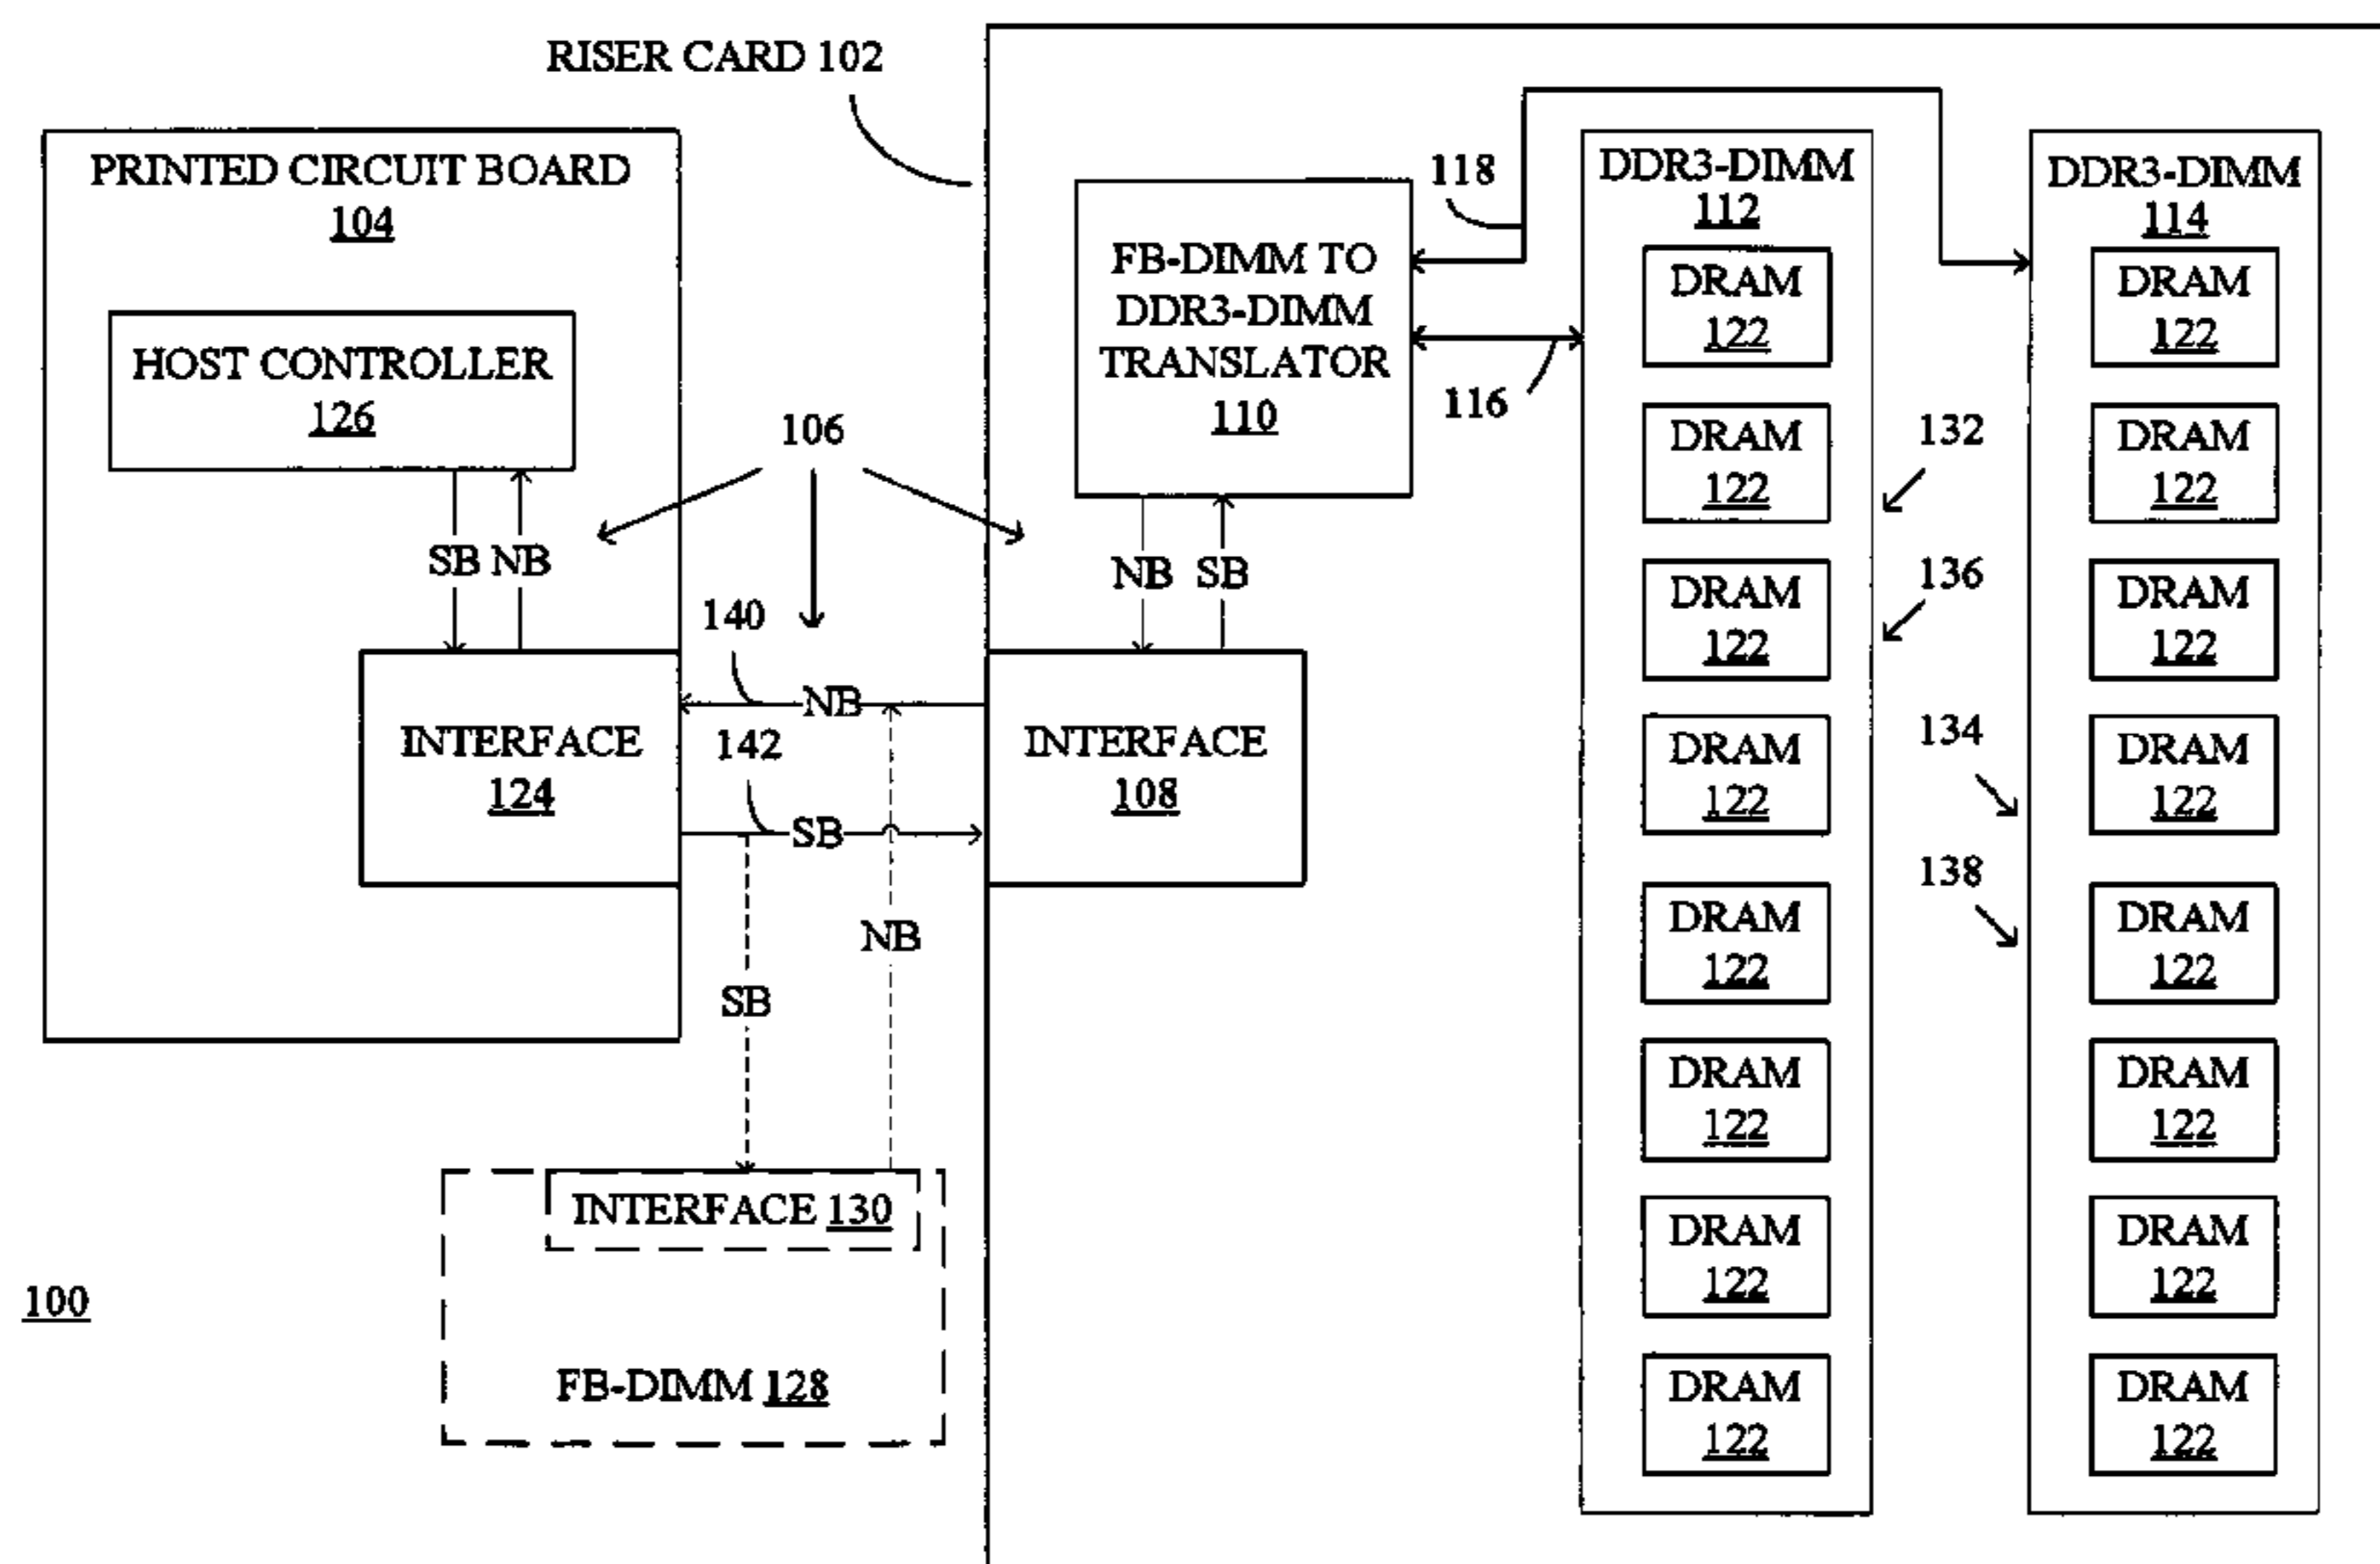 RISER CARD 102
PRINTED CIRCUIT BOARD
104
HOST CONTROLLER
126
SB NB
106
140
NB
142
SB
INTERFACE
124
INTERFACE
108
NB
SB
INTERFACE 130
FB-DIMM 128
100
FB-DIMM TO
DDR3-DIMM
TRANSLATOR
110
NB SB
118
116
DDR3-DIMM
112
DRAM
122
DRAM
122
DRAM
122
DRAM
122
DRAM
122
DRAM
122
DRAM
122
DRAM
122
132
136
134
138
DDR3-DIMM
114
DRAM
122
DRAM
122
DRAM
122
DRAM
122
DRAM
122
DRAM
122
DRAM
122
DRAM
122